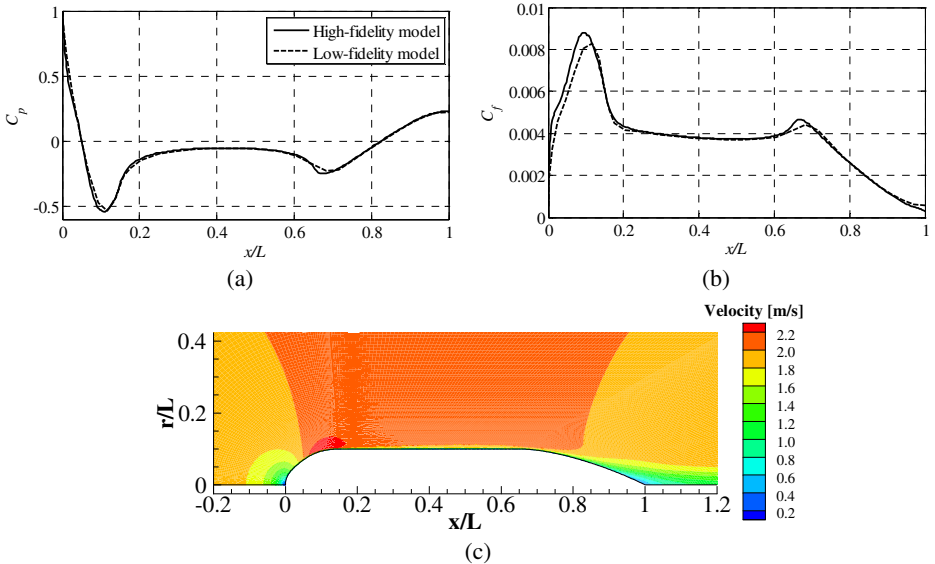 1
0.5
0
-0.5
C_p
High-fidelity model
Low-fidelity model
0 0.2 0.4 0.6 0.8 1
x/L
(a)
0.01
0.008
0.006
0.004
0.002
0
C_f
0 0.2 0.4 0.6 0.8 1
x/L
(b)
Velocity [m/s]
2.2
2.0
1.8
1.6
1.4
1.2
1.0
0.8
0.6
0.4
0.2
0.4
0.2
0
r/L
-0.2 0 0.2 0.4 0.6 0.8 1 1.2
x/L
(c)